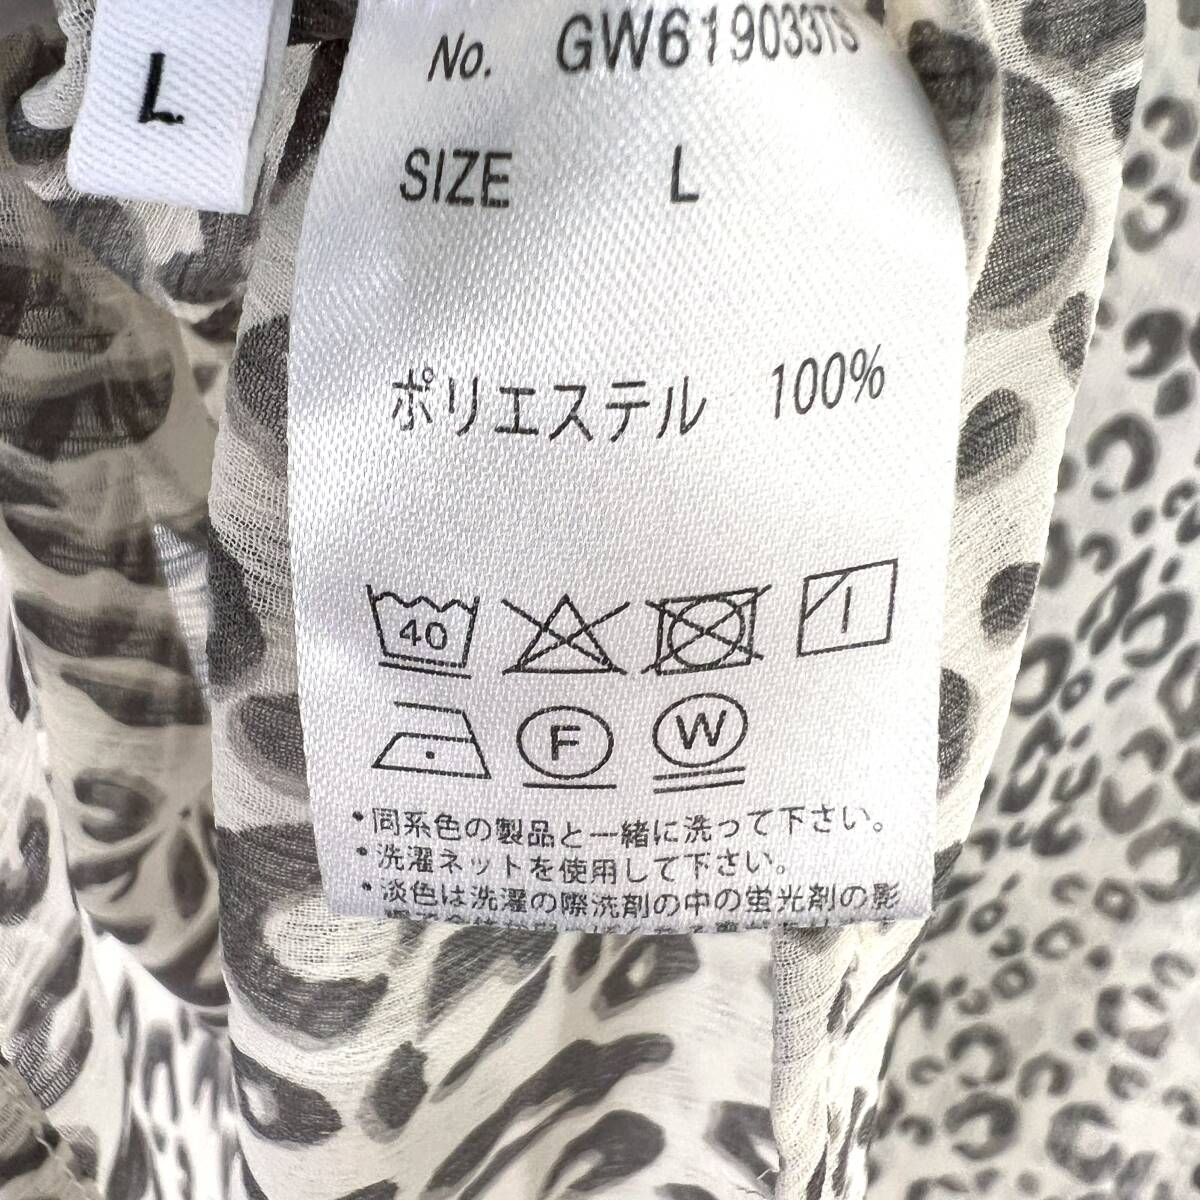 L
No. GW619033TS
SIZE L
ポリエステル 100%
40
F W
・同系色の製品と一緒に洗って下さい。
・洗濯ネットを使用して下さい。
・淡色は洗濯の際洗剤の中の蛍光剤の影